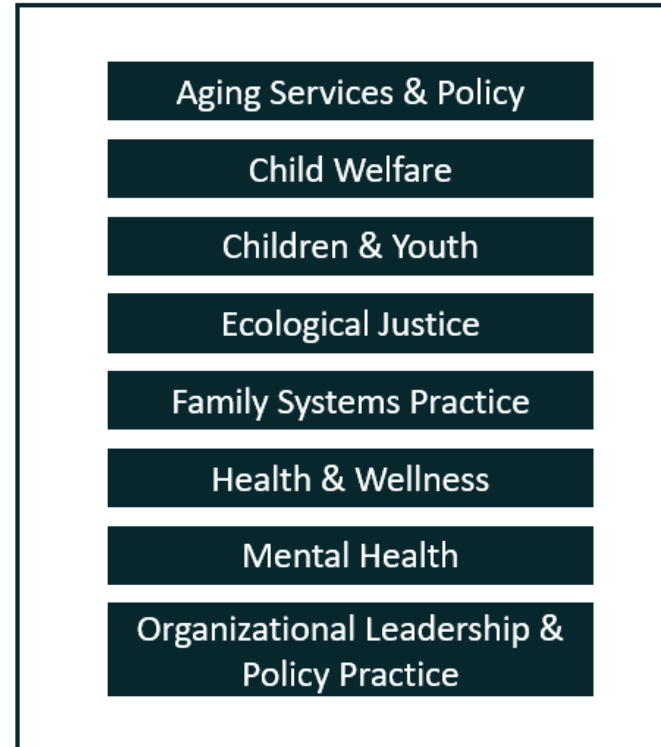 Aging Services & Policy
Child Welfare
Children & Youth
Ecological Justice
Family Systems Practice
Health & Wellness
Mental Health
Organizational Leadership &
Policy Practice